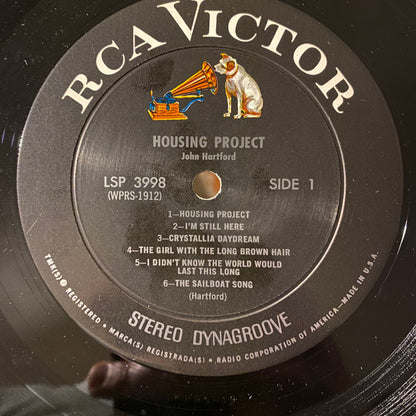 RCA VICTOR
HOUSING PROJECT
John Hartford
LSP 3998
(WPRS-1912)
SIDE 1
1—HOUSING PROJECT
2—I'M STILL HERE
3—CRYSTALLIA DAYDREAM
4—THE GIRL WITH THE LONG BROWN HAIR
5—I DIDN'T KNOW THE WORLD WOULD
LAST THIS LONG
6—THE SAILBOAT SONG
(Hartford)
STEREO DYNAGROOVE
TMK(S) ® REGISTERED • MARCA(S) REGISTRADA(S) • RADIO CORPORATION OF AMERICA—MADE IN U.S.A.